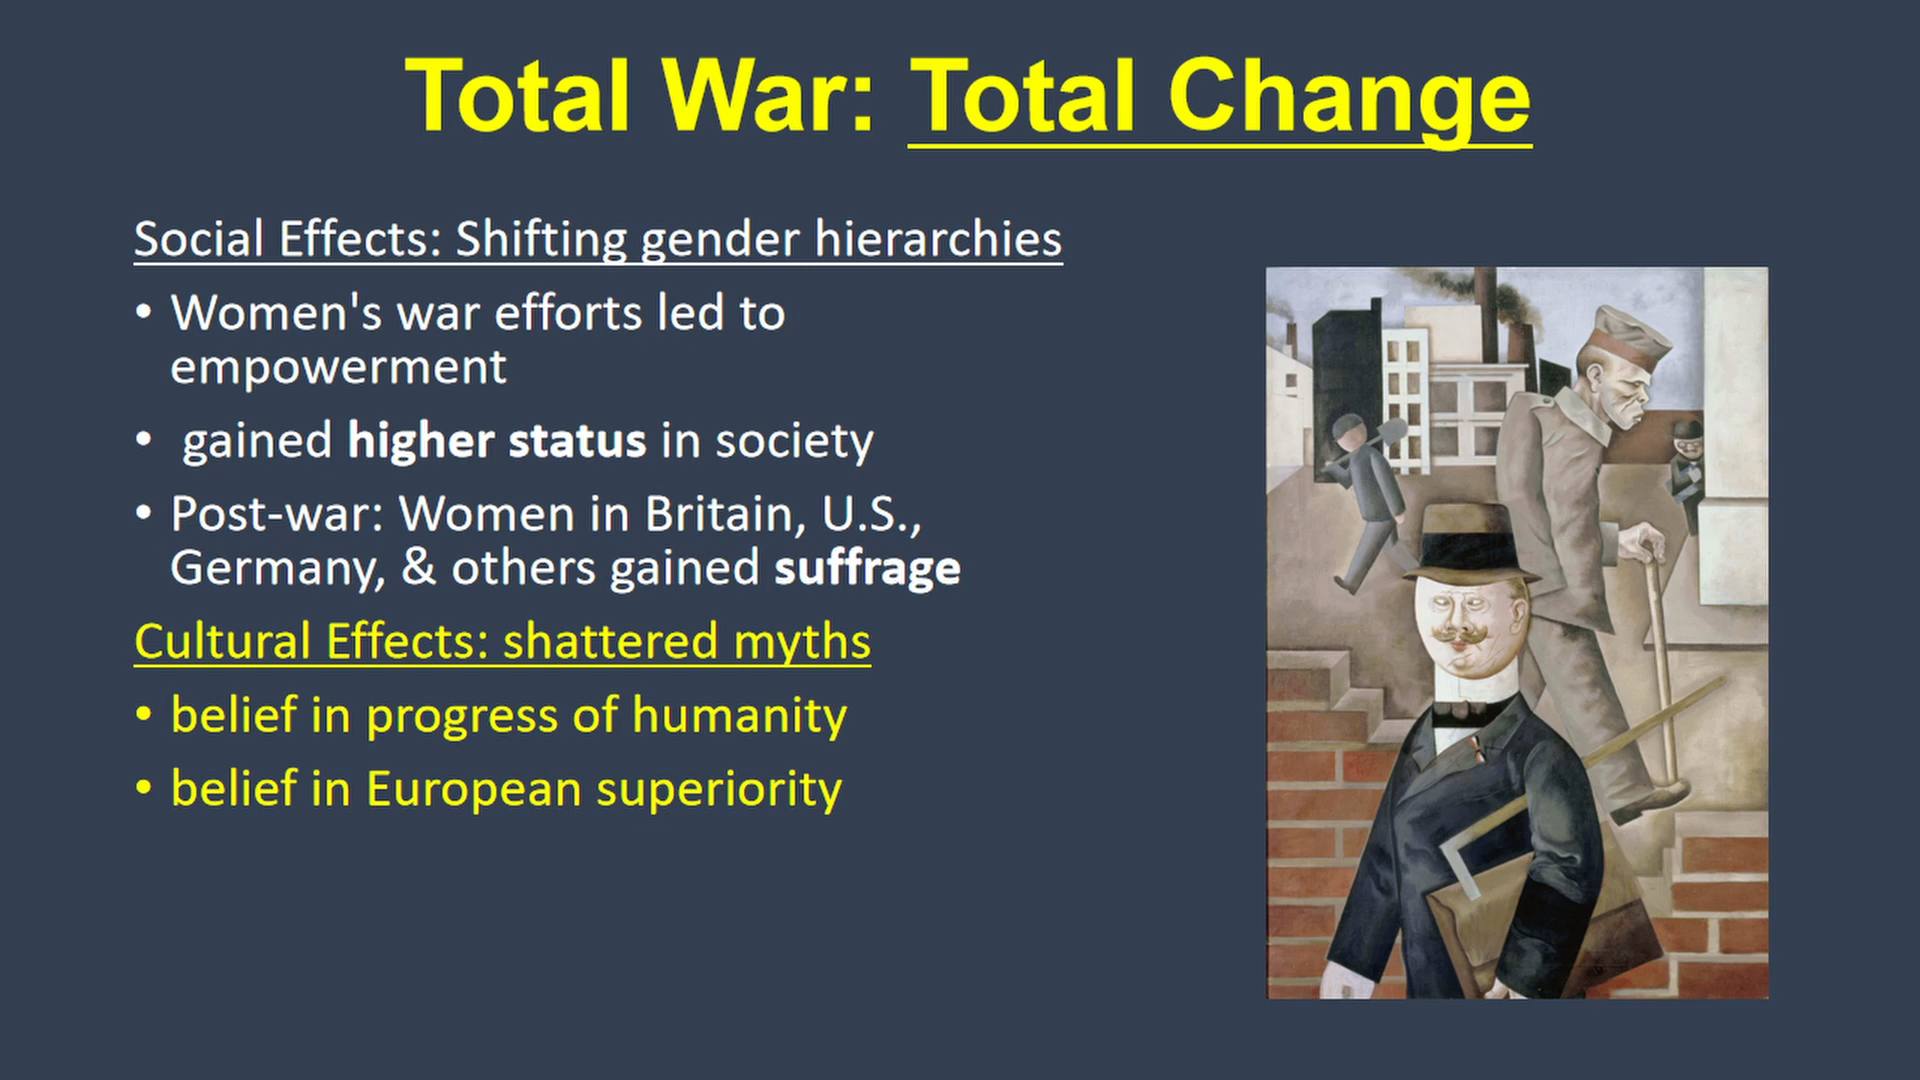 Total War: Total Change
Social Effects: Shifting gender hierarchies
• Women's war efforts led to
empowerment
• gained higher status in society
• Post-war: Women in Britain, U.S.,
Germany, & others gained suffrage
Cultural Effects: shattered myths
• belief in progress of humanity
• belief in European superiority